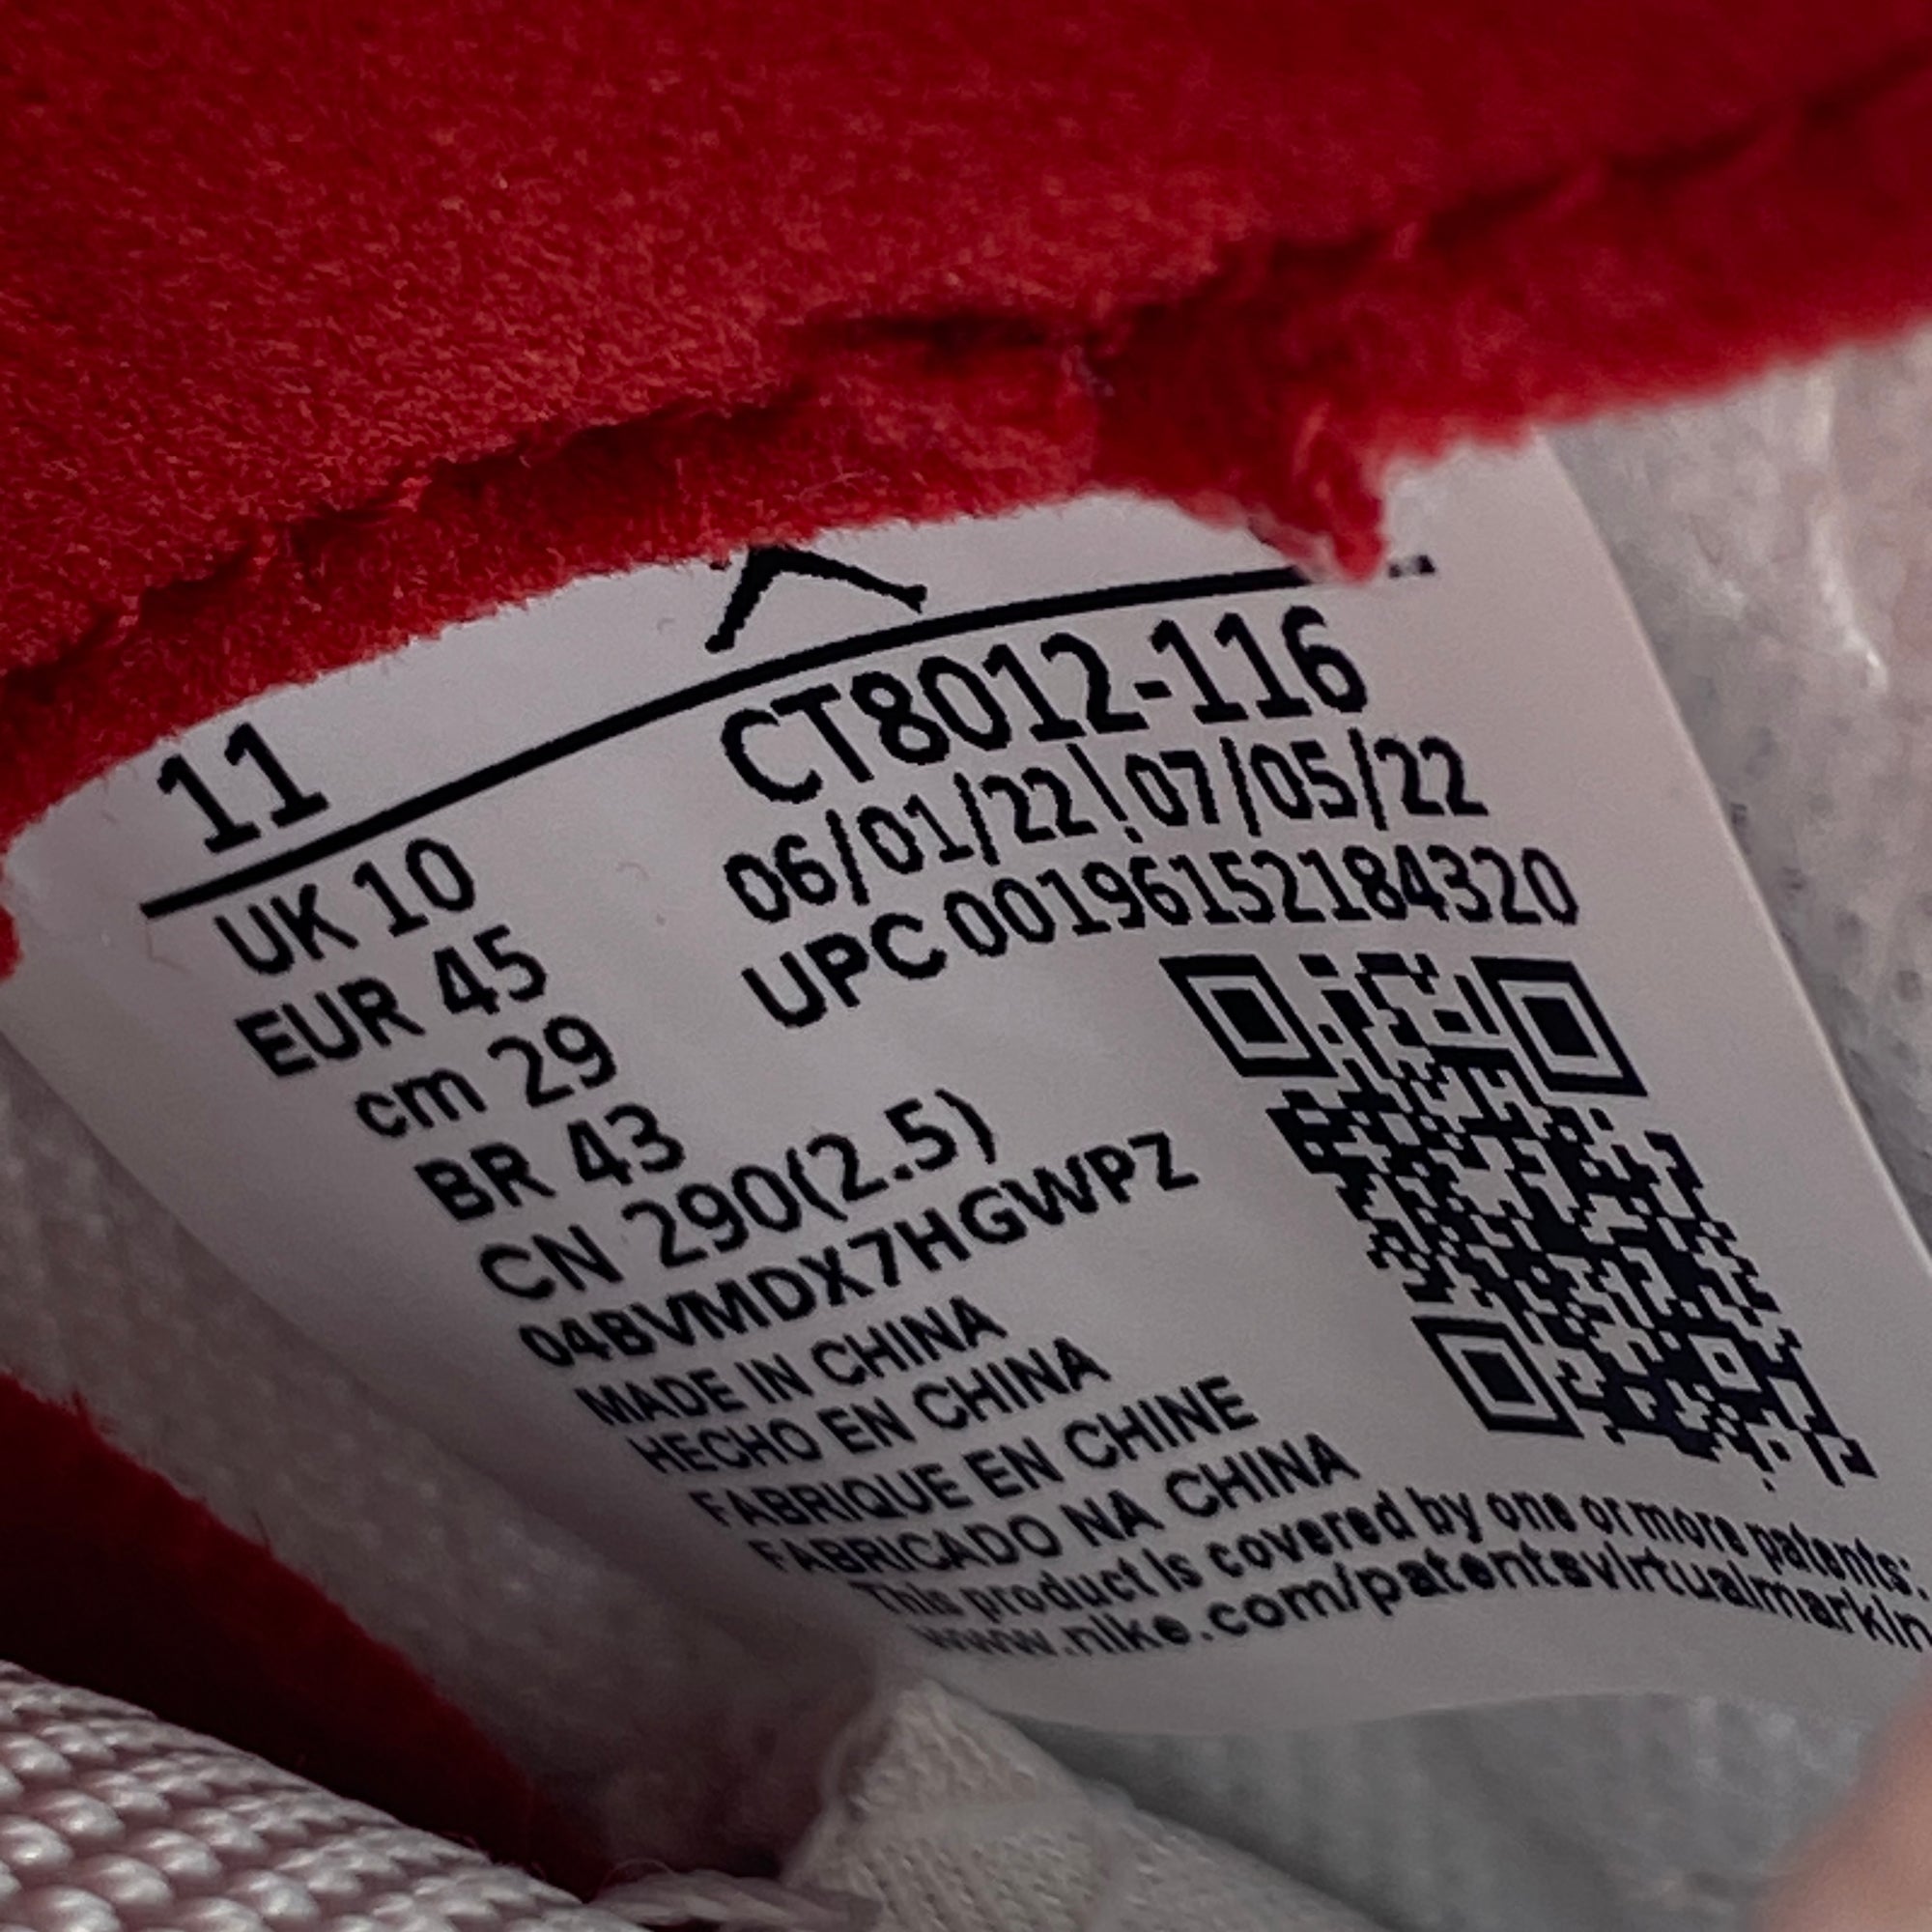 11
CT8012-116
06/01/22|07/05/22
UPC 00196152184320
UK 10
EUR 45
cm 29
BR 43
CN 290(2.5)
04BVMDX7HGWPZ
MADE IN CHINA
HECHO EN CHINA
FABRIQUE EN CHINE
FABRICADO NA CHINA
This product is covered by one or more patents:
www.nike.com/patentsvirtualmarkin